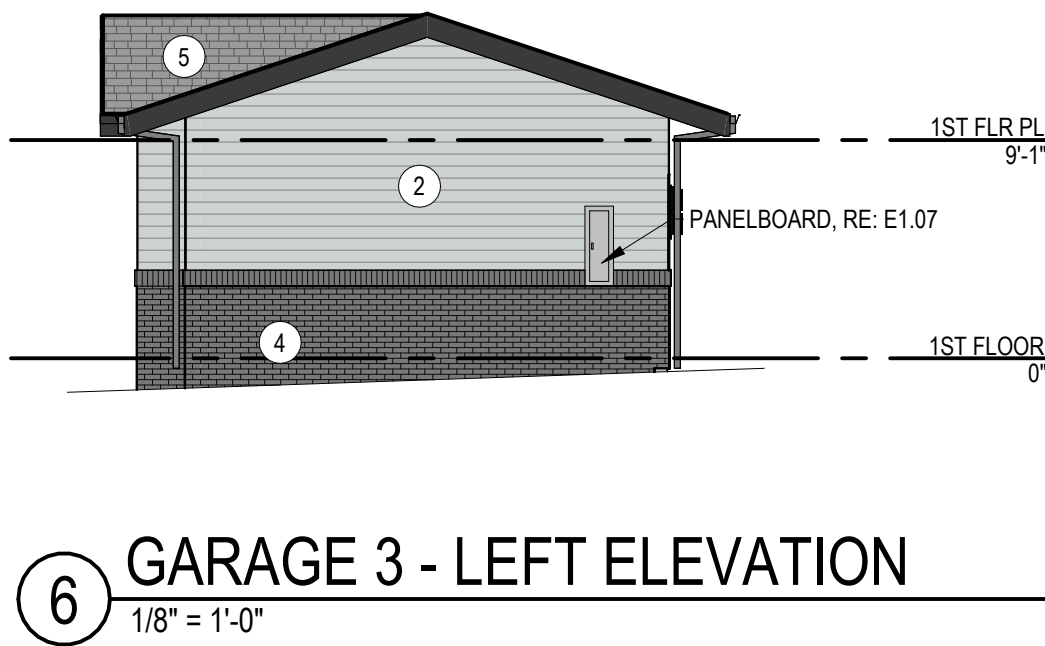 5
1ST FLR PL
9'-1"
2
PANELBOARD, RE: E1.07
4
1ST FLOOR
0"
6
GARAGE 3 - LEFT ELEVATION
1/8" = 1'-0"